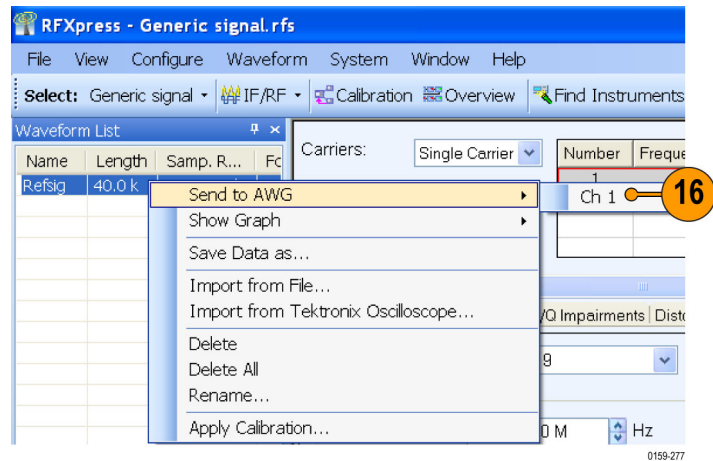 RFXpress - Generic signal.rfs
File View Configure Waveform System Window Help
Select: Generic signal IF/RF Calibration Overview Find Instruments
Waveform List
Carriers: Single Carrier
Number Freque
Name Length Samp. R... Fc
1
Refsig 40.0 k
Send to AWG
Ch 1
16
Show Graph
Save Data as...
Import from File...
Import from Tektronix Oscilloscope...
/Q Impairments Disto
Delete
9
Delete All
Rename...
Apply Calibration...
0 M Hz
0159-277